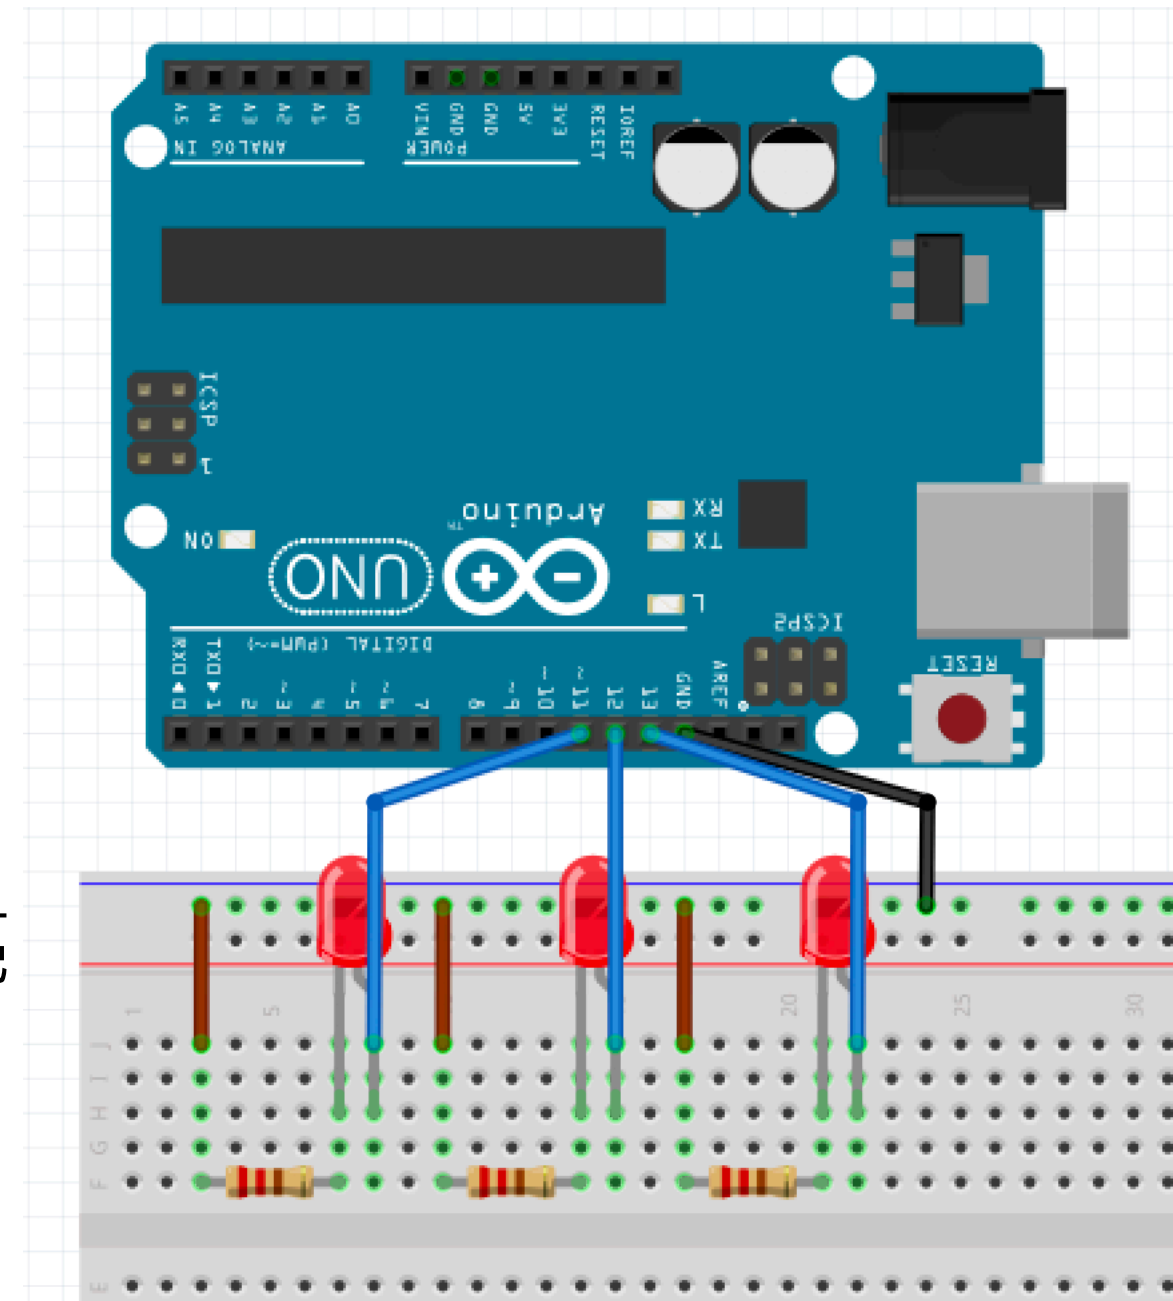 A5 A4 A3 A2 A1 A0
VIN GND GND 5V 3V3 RESET IOREF
ANALOG IN
POWER
ICSP
1
Arduino
TM
RX
ON
TX
UNO
L
ICSP2
DIGITAL (PWM=~)
RESET
RX0◄0 TX0►1 2 ~3 4 ~5 ~6 7 8 ~9 ~10 ~11 12 13 GND AREF
1 5 20 25 30
J
I
H
G
F
E